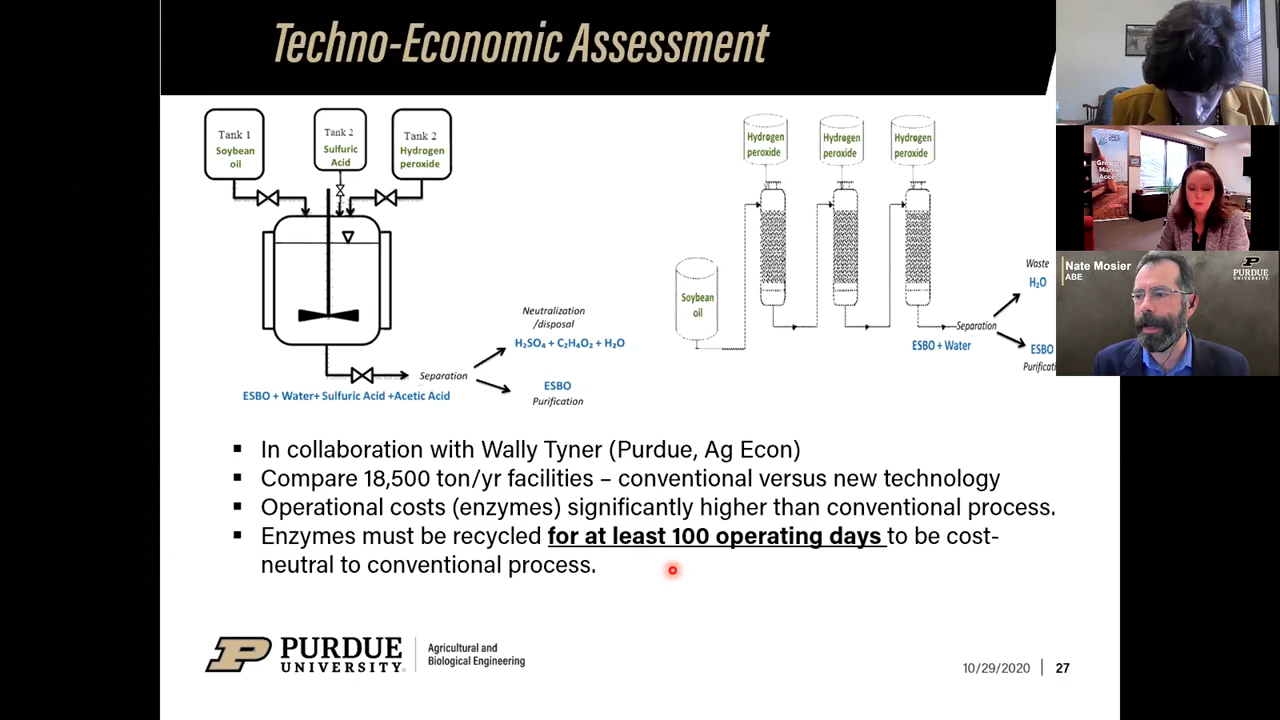 Techno-Economic Assessment
Tank 1
Soybean
oil
Tank 2
Sulfuric
Acid
Tank 2
Hydrogen
peroxide
Separation
Neutralization
/disposal
H₂SO₄ + C₂H₄O₂ + H₂O
ESBO
Purification
ESBO + Water+ Sulfuric Acid +Acetic Acid
Hydrogen
peroxide
Hydrogen
peroxide
Hydrogen
peroxide
Soybean
oil
Waste
H₂O
Separation
ESBO + Water
ESBO
▪ In collaboration with Wally Tyner (Purdue, Ag Econ)
▪ Compare 18,500 ton/yr facilities – conventional versus new technology
▪ Operational costs (enzymes) significantly higher than conventional process.
▪ Enzymes must be recycled for at least 100 operating days to be cost-
neutral to conventional process.
PURDUE
UNIVERSITY
Agricultural and
Biological Engineering
10/29/2020 | 27
Growing
Market
Access
Nate Mosier
ABE
PURDUE
UNIVERSITY